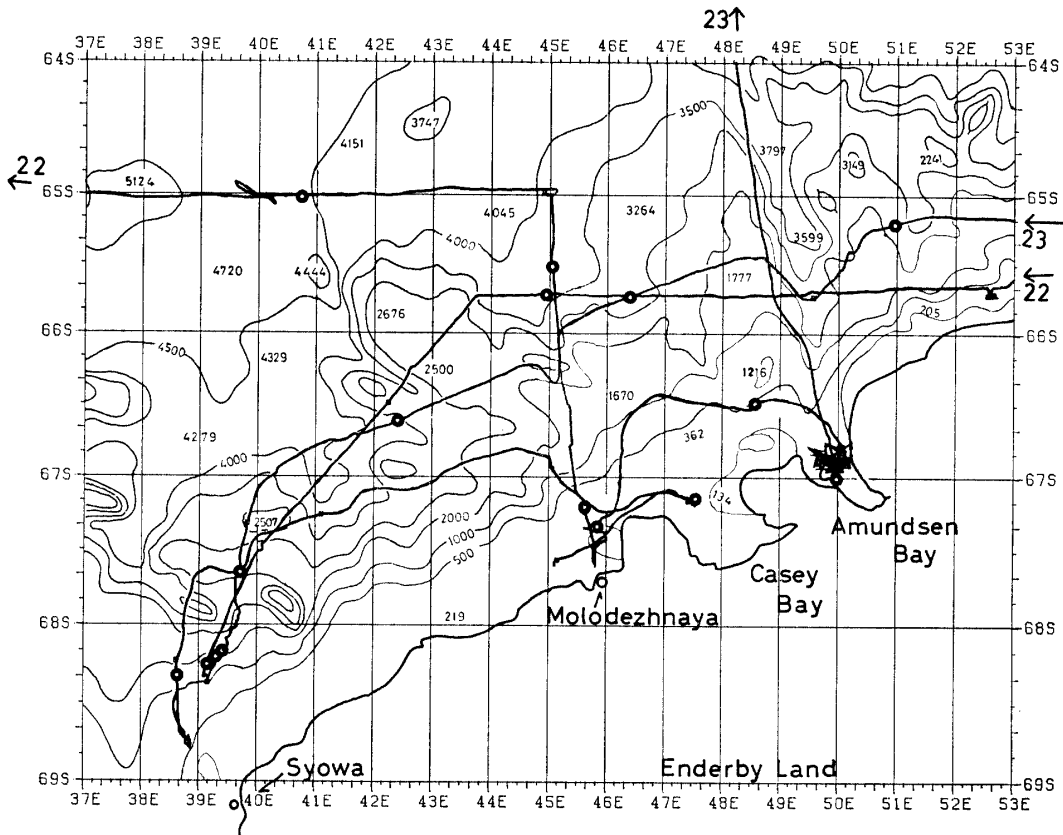 23↑
37E 38E 39E 40E 41E 42E 43E 44E 45E 46E 47E 48E 49E 50E 51E 52E 53E
64S 64S
3747
3500
4151
3797
3149
2241
←22
5124
65S 65S
4045
3264
3599
←23
4000
4720
4444
1777
←22
2676
205
66S 66S
4500
4329
2500
1216
1670
4279
362
4000
67S 67S
134
2507
2000
Amundsen
Bay
1000
500
Casey
Bay
219
Molodezhnaya
68S 68S
Syowa
Enderby Land
69S 69S
37E 38E 39E 40E 41E 42E 43E 44E 45E 46E 47E 48E 49E 50E 51E 52E 53E